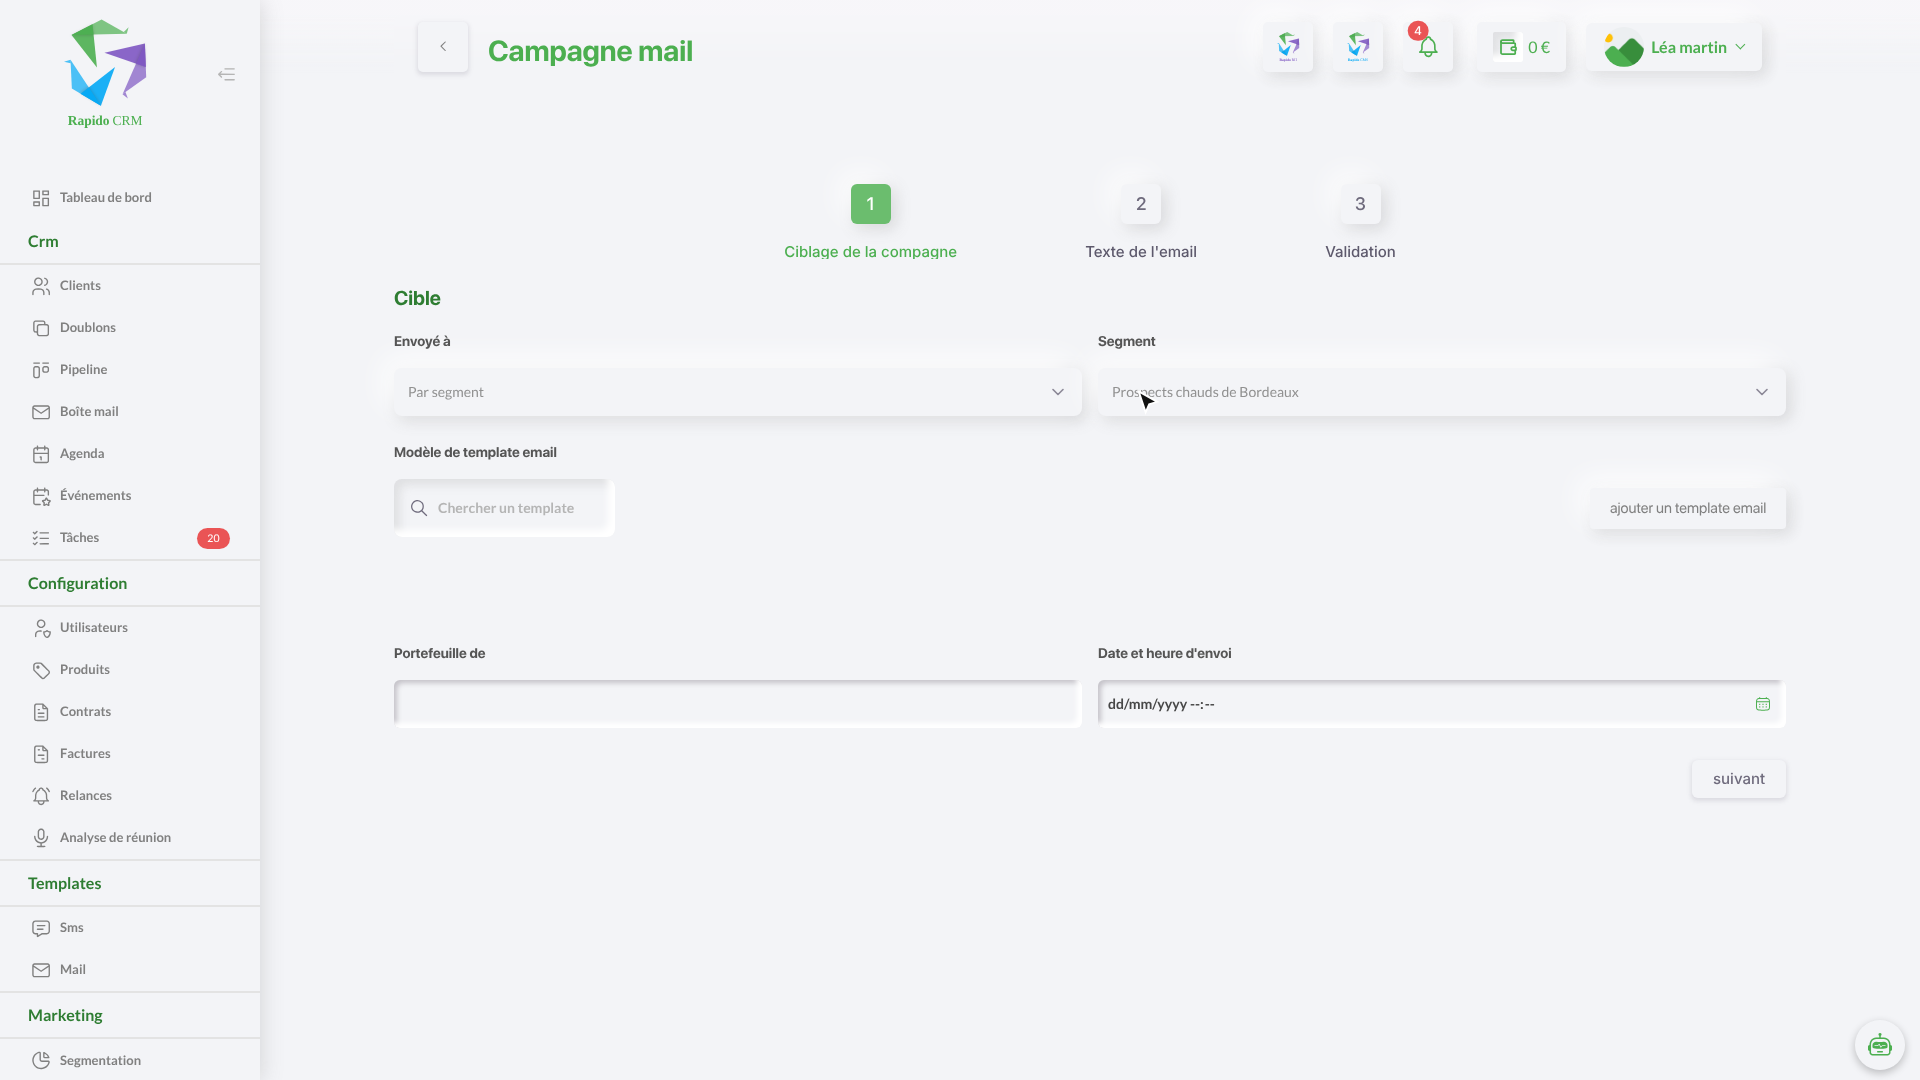 Rapido CRM
Tableau de bord
Crm
Clients
Doublons
Pipeline
Boîte mail
Agenda
Événements
Tâches
20
Configuration
Utilisateurs
Produits
Contrats
Factures
Relances
Analyse de réunion
Templates
Sms
Mail
Marketing
Segmentation
Campagne mail
4
0 €
Léa martin
1
2
3
Ciblage de la compagne
Texte de l'email
Validation
Cible
Envoyé à
Segment
Par segment
Prospects chauds de Bordeaux
Modèle de template email
Chercher un template
ajouter un template email
Portefeuille de
Date et heure d'envoi
dd/mm/yyyy --:--
suivant